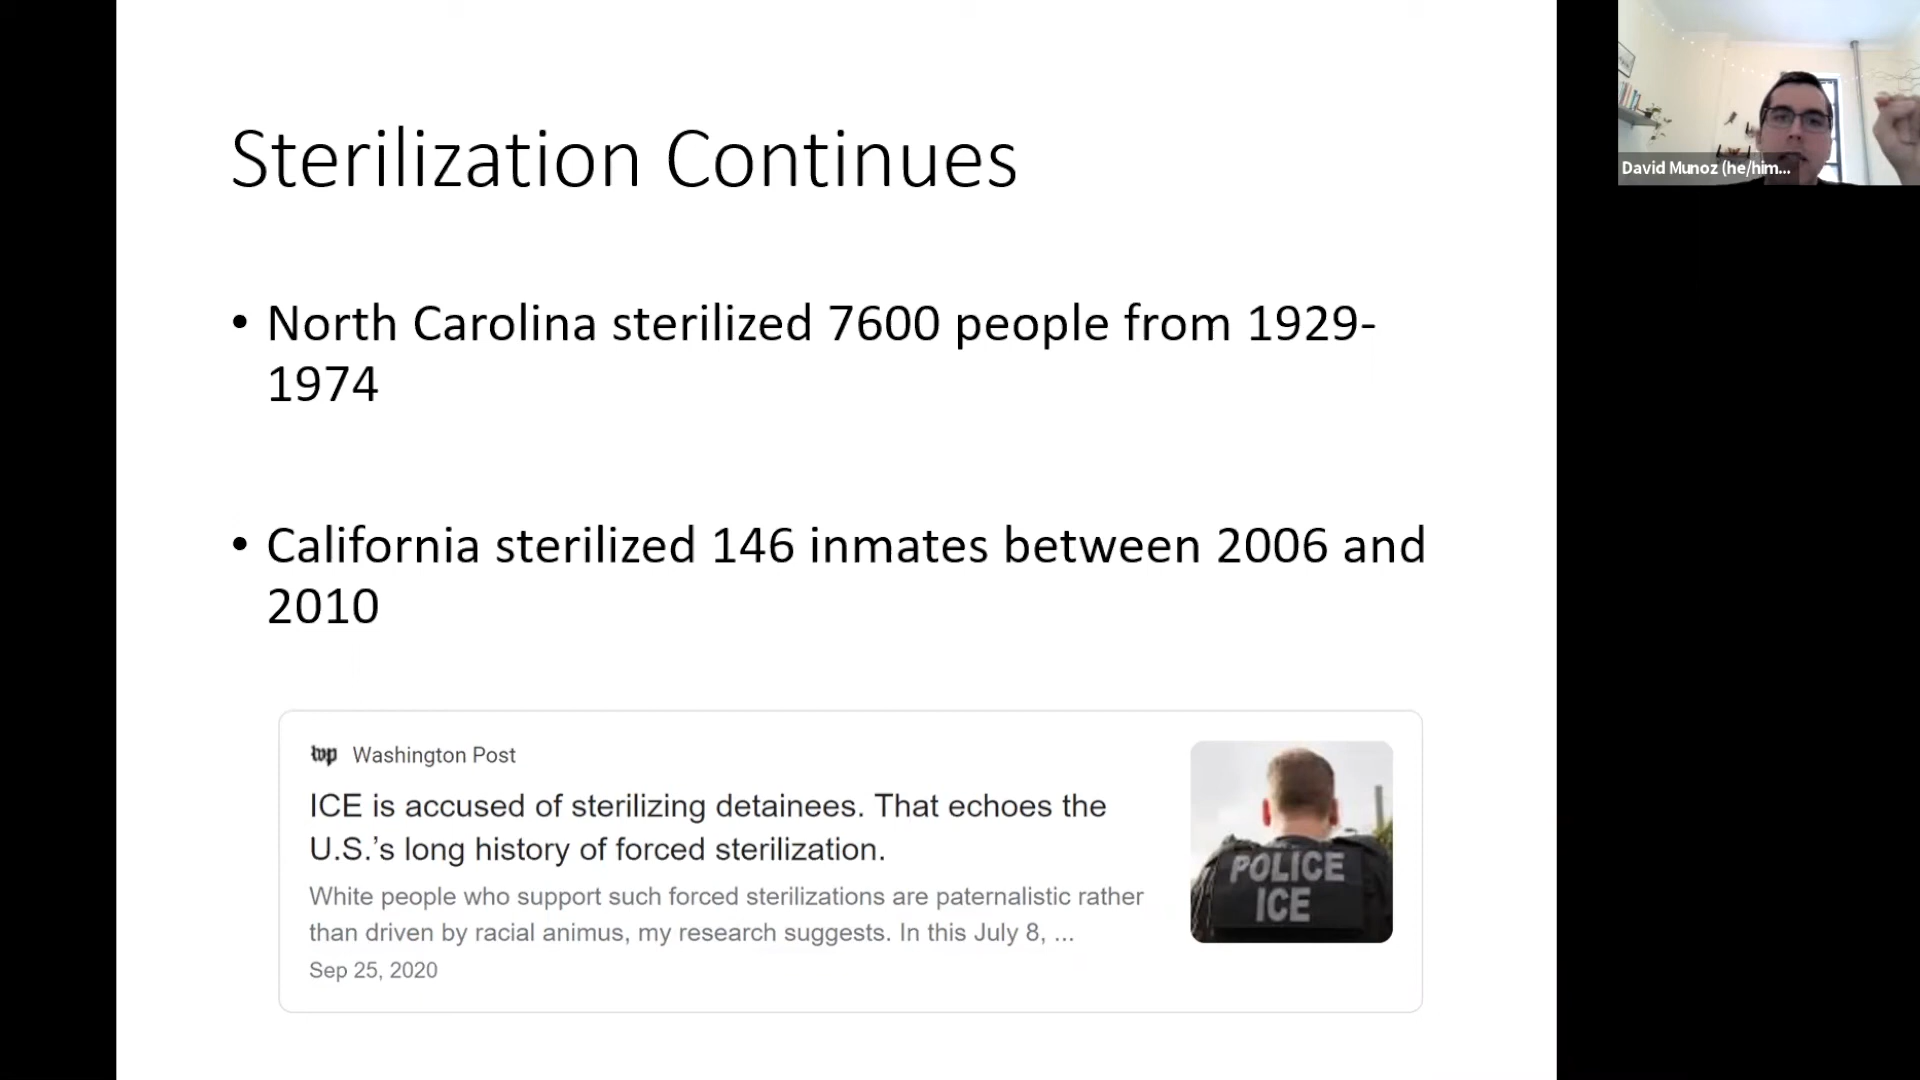 Sterilization Continues
• North Carolina sterilized 7600 people from 1929-
1974
• California sterilized 146 inmates between 2006 and
2010
wp Washington Post
ICE is accused of sterilizing detainees. That echoes the
U.S.’s long history of forced sterilization.
White people who support such forced sterilizations are paternalistic rather
than driven by racial animus, my research suggests. In this July 8, ...
Sep 25, 2020
POLICE
ICE
David Munoz (he/him...